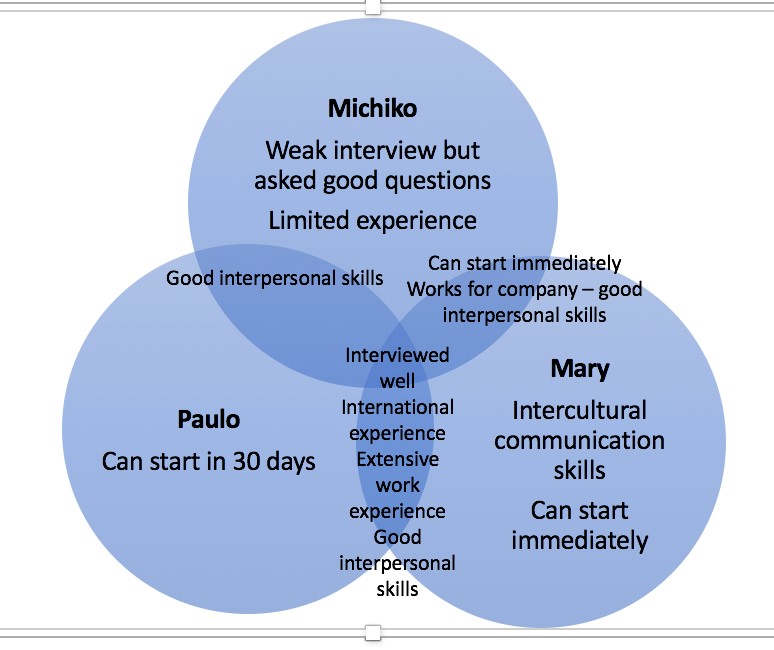 Michiko
Weak interview but
asked good questions
Limited experience
Good interpersonal skills
Can start immediately
Works for company – good
interpersonal skills
Interviewed
well
International
experience
Extensive
work
experience
Good
interpersonal
skills
Paulo
Can start in 30 days
Mary
Intercultural
communication
skills
Can start
immediately